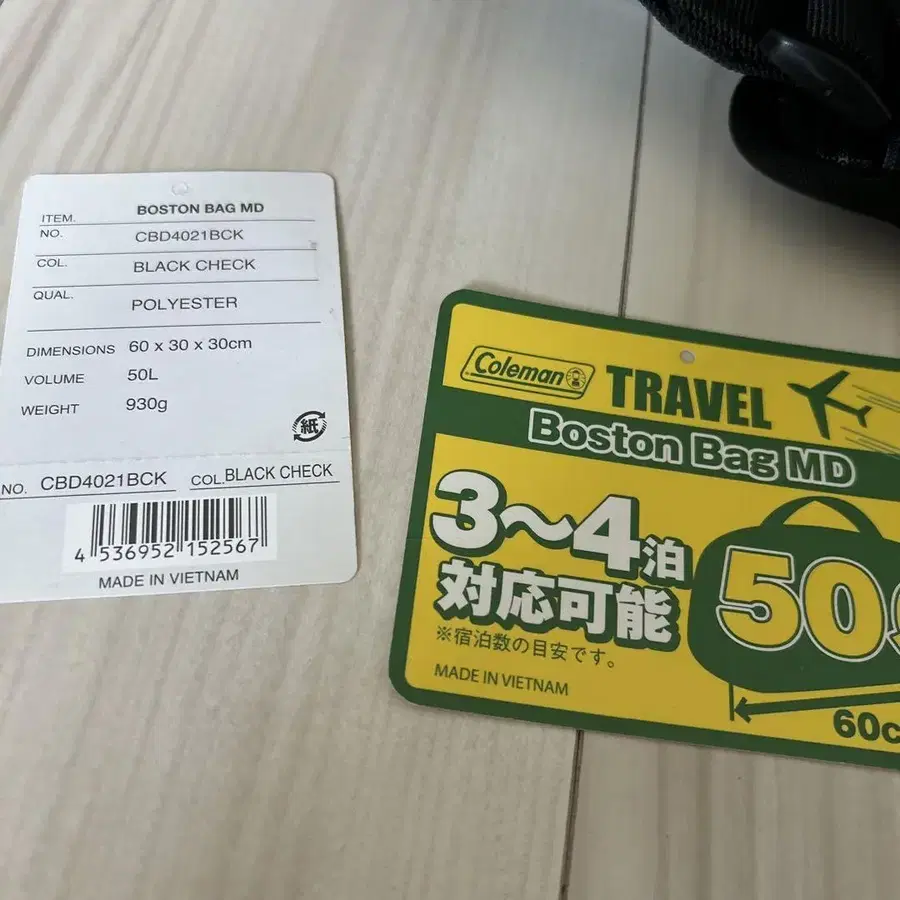 ITEM. BOSTON BAG MD
NO. CBD4021BCK
COL. BLACK CHECK
QUAL. POLYESTER
DIMENSIONS 60 x 30 x 30cm
VOLUME 50L
WEIGHT 930g
紙
NO. CBD4021BCK COL. BLACK CHECK
4 536952 152567
MADE IN VIETNAM
Coleman TRAVEL
Boston Bag MD
3～4泊
対応可能
※宿泊数の目安です。
MADE IN VIETNAM
50
60c